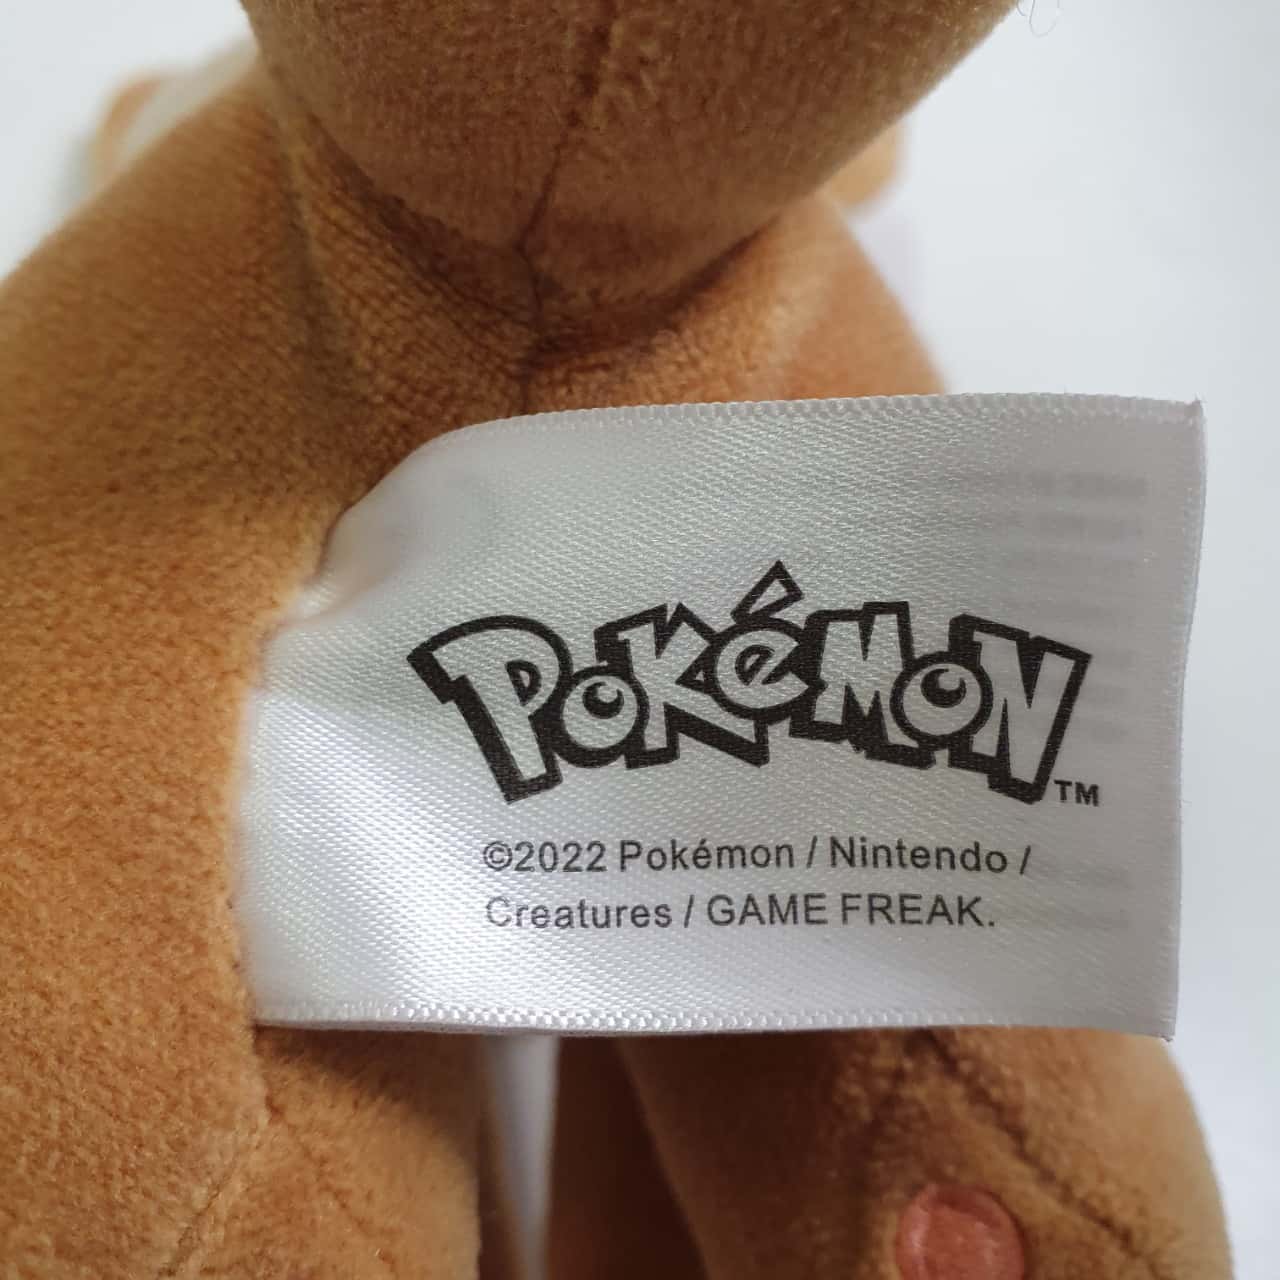 POKéMON
TM
©2022 Pokémon / Nintendo /
Creatures / GAME FREAK.